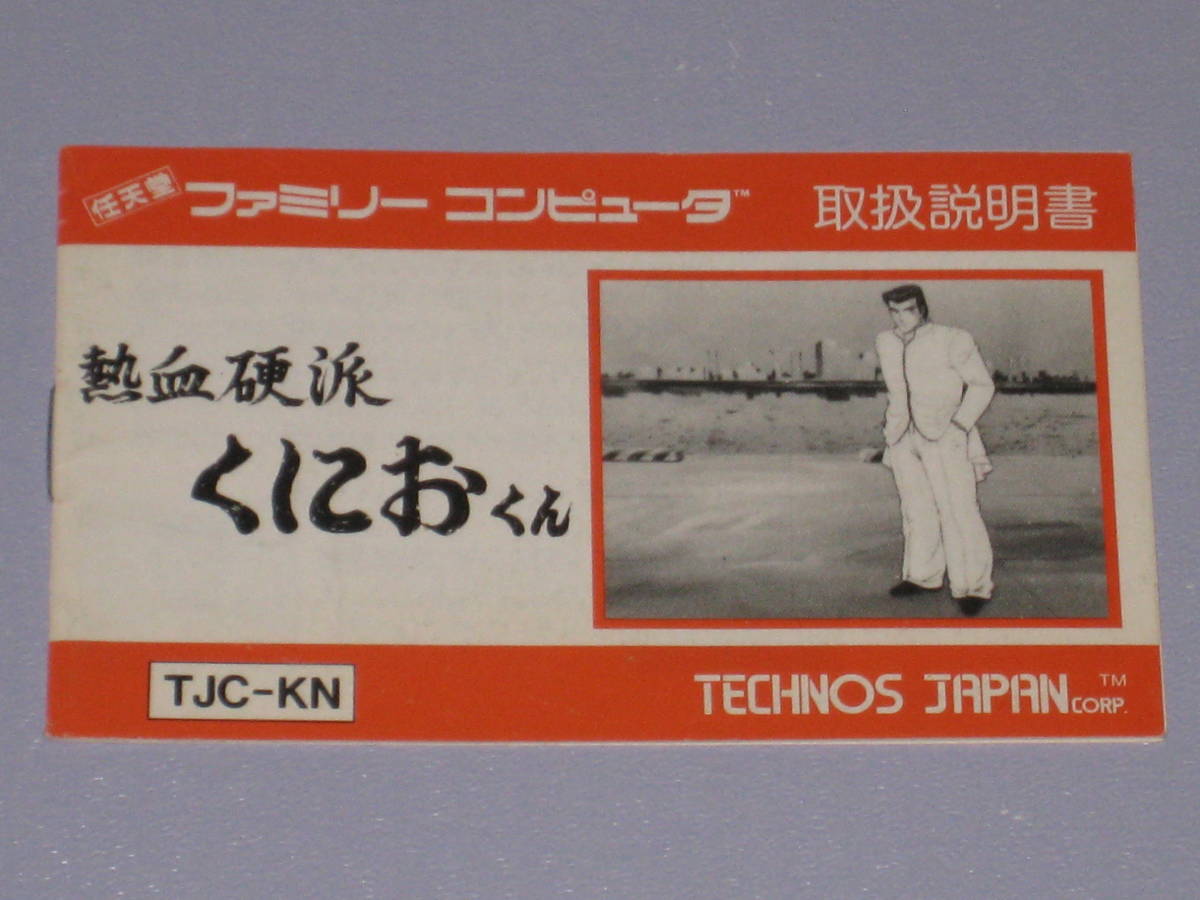 任天堂 ファミリー コンピュータ™ 取扱説明書
熱血硬派
くにおくん
TJC-KN
TECHNOS JAPAN CORP.™